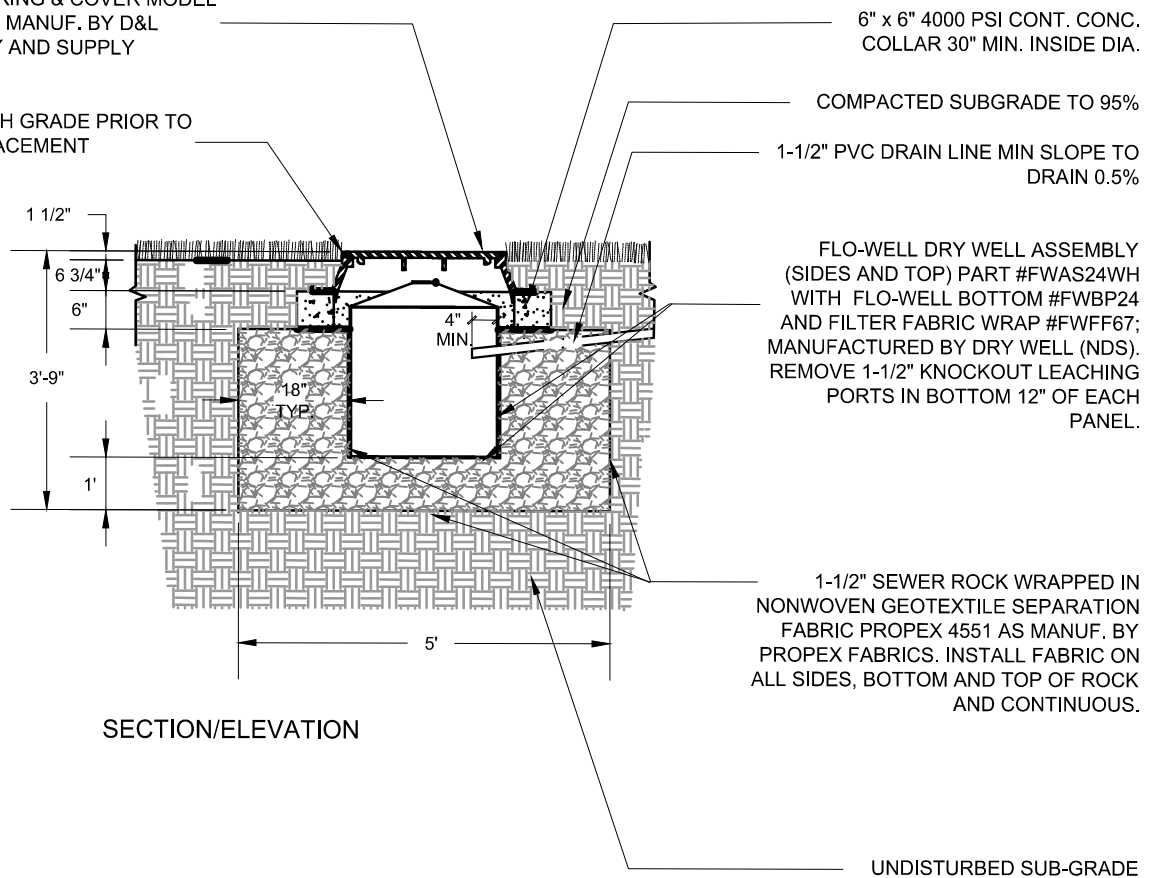 RING & COVER MODEL
MANUF. BY D&L
AND SUPPLY
GRADE PRIOR TO
6" x 6" 4000 PSI CONT. CONC.
COLLAR 30" MIN. INSIDE DIA.
COMPACTED SUBGRADE TO 95%
1-1/2" PVC DRAIN LINE MIN SLOPE TO
DRAIN 0.5%
FLO-WELL DRY WELL ASSEMBLY
(SIDES AND TOP) PART #FWAS24WH
WITH FLO-WELL BOTTOM #FWBP24
AND FILTER FABRIC WRAP #FWFF67;
MANUFACTURED BY DRY WELL (NDS).
REMOVE 1-1/2" KNOCKOUT LEACHING
PORTS IN BOTTOM 12" OF EACH
PANEL.
1 1/2"
6 3/4"
6"
3'-9"
1'
4"
MIN.
18"
TYP.
5'
1-1/2" SEWER ROCK WRAPPED IN
NONWOVEN GEOTEXTILE SEPARATION
FABRIC PROPEX 4551 AS MANUF. BY
PROPEX FABRICS. INSTALL FABRIC ON
ALL SIDES, BOTTOM AND TOP OF ROCK
AND CONTINUOUS.
SECTION/ELEVATION
UNDISTURBED SUB-GRADE